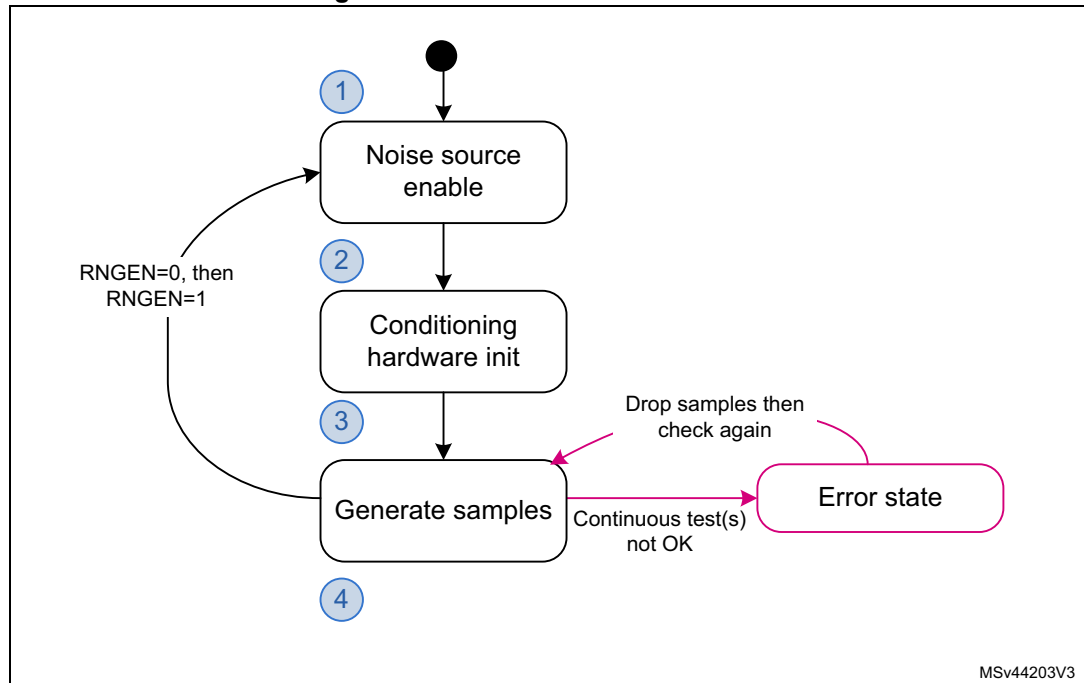 1
Noise source
enable
2
RNGEN=0, then
RNGEN=1
Conditioning
hardware init
3
Drop samples then
check again
Generate samples
Continuous test(s)
not OK
Error state
4
MSv44203V3